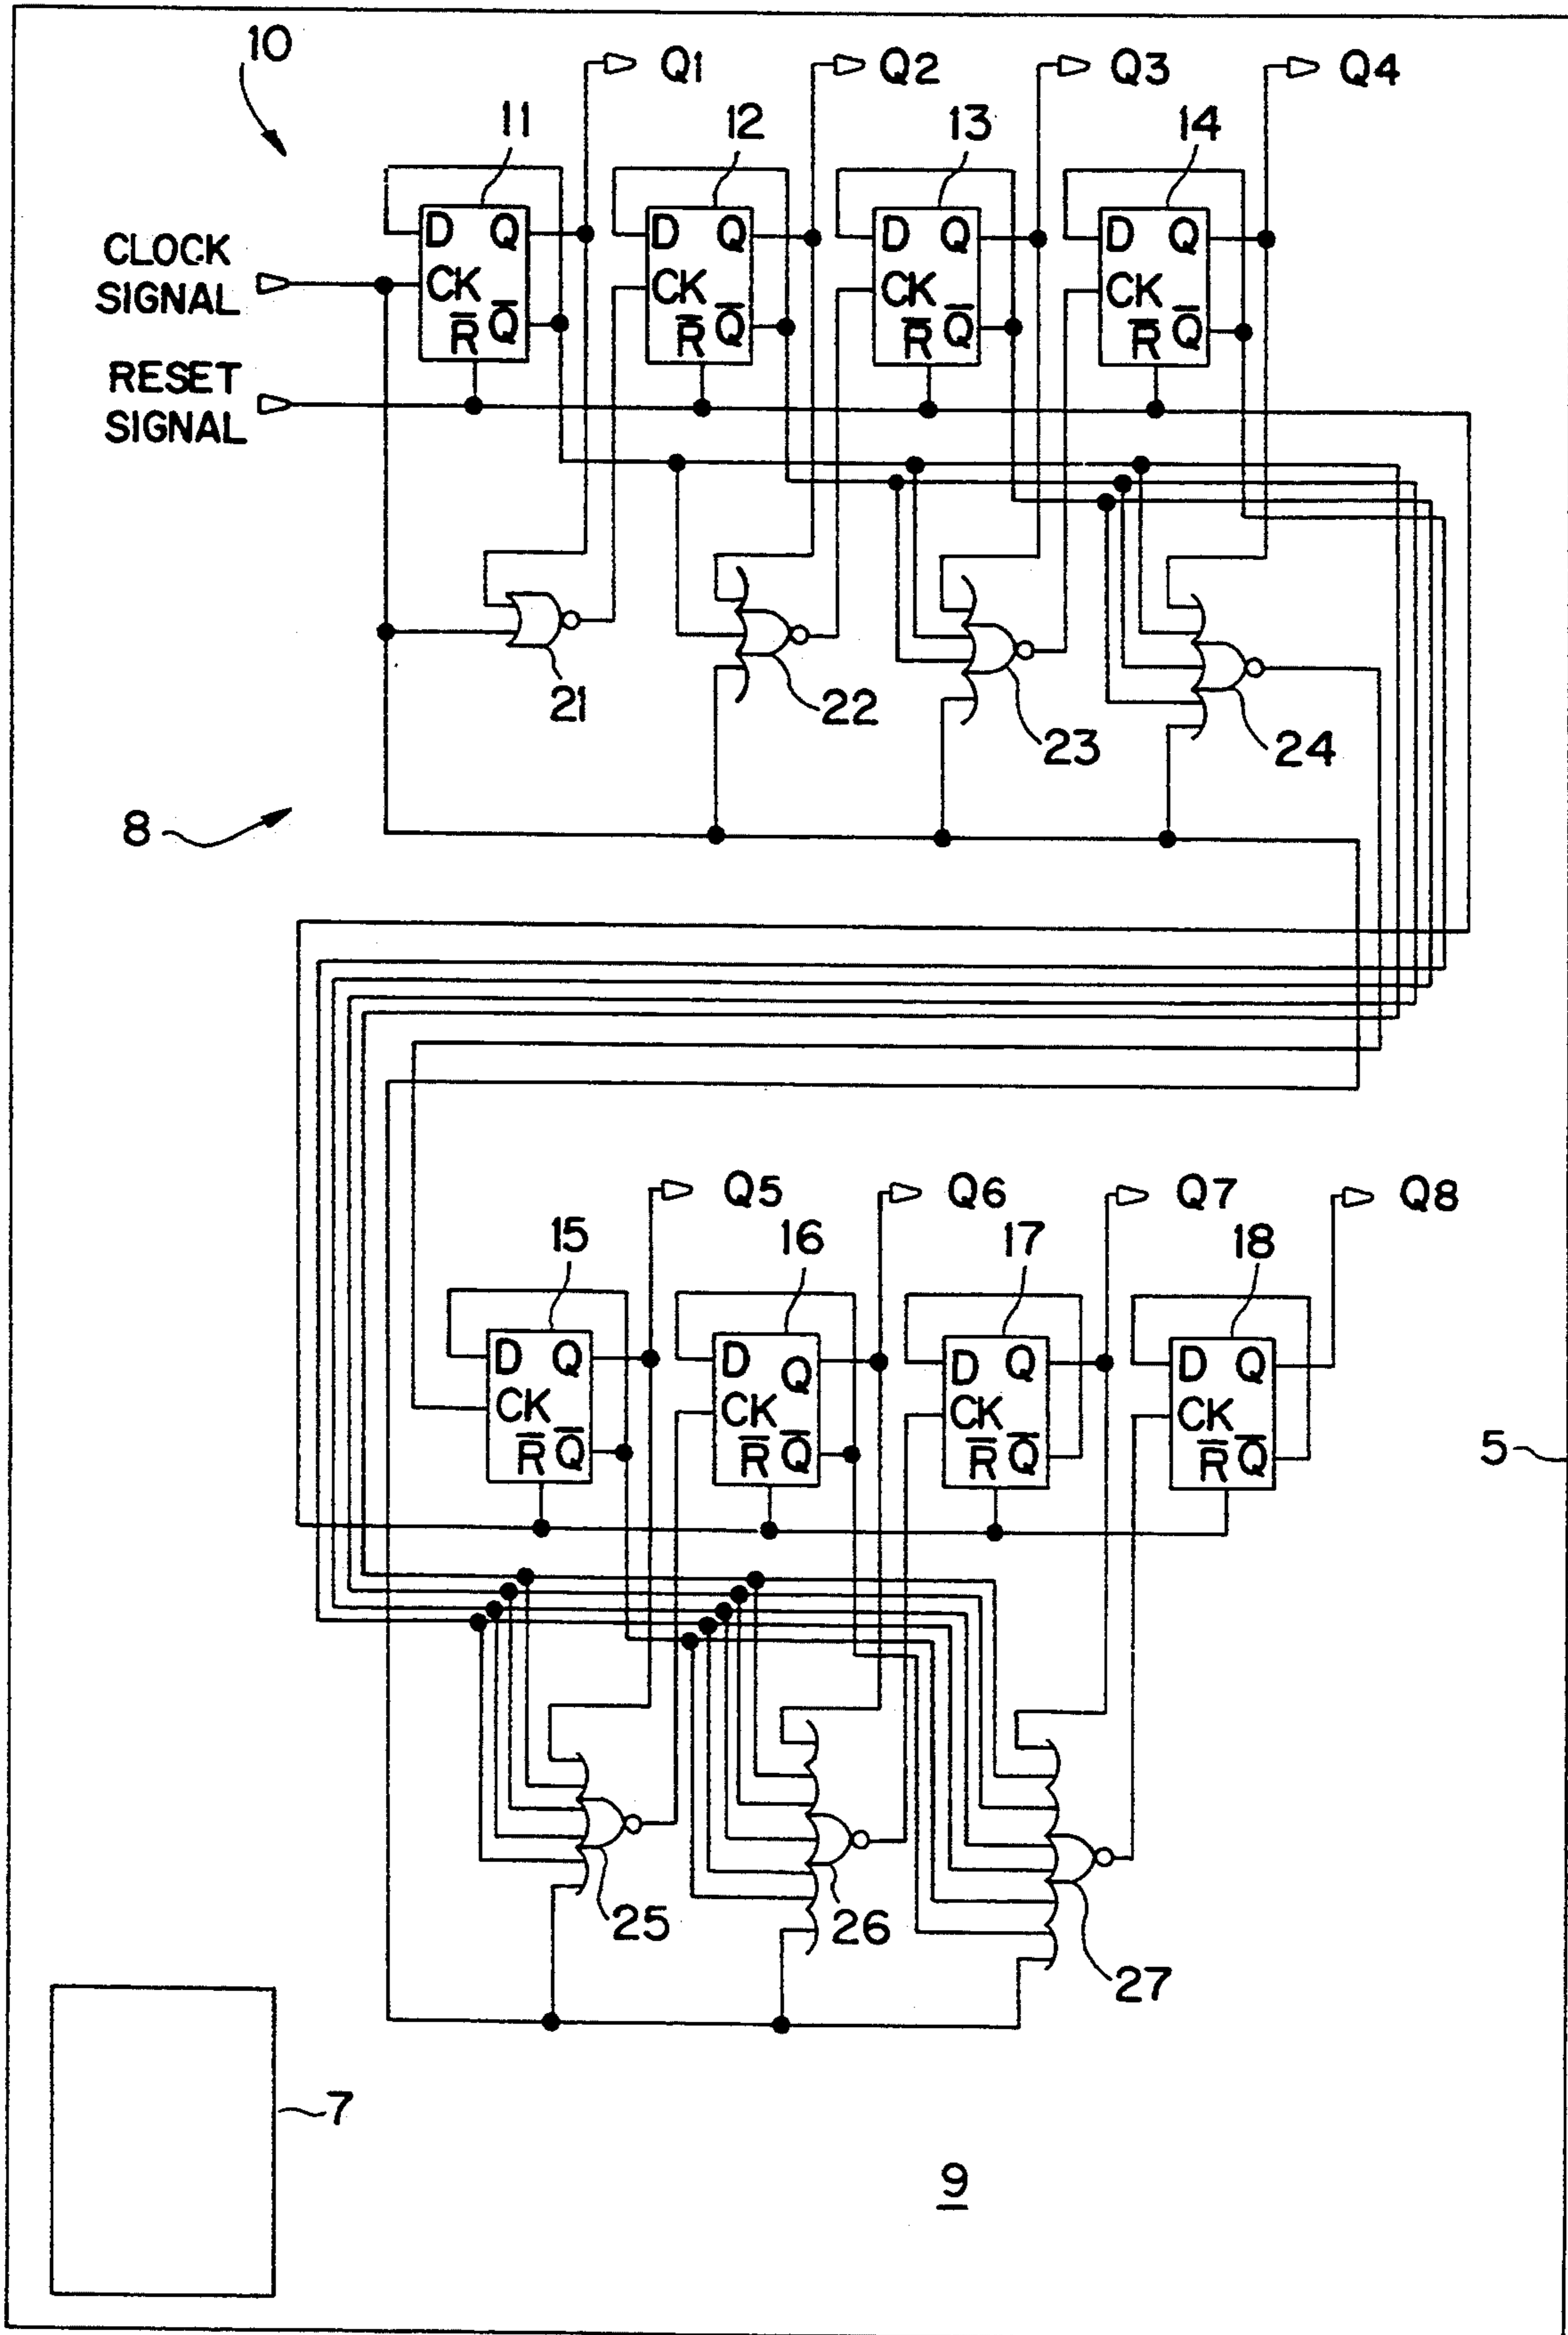 10
Q1 Q2 Q3 Q4
11 12 13 14
D Q D Q D Q D Q
CLOCK
SIGNAL
CK CK CK CK
R̅ Q̅ R̅ Q̅ R̅ Q̅ R̅ Q̅
RESET
SIGNAL
21 22 23 24
8
Q5 Q6 Q7 Q8
15 16 17 18
D Q D Q D Q D Q
CK CK CK CK
R̅ Q̅ R̅ Q̅ R̅ Q̅ R̅ Q̅
5
25 26 27
7
9